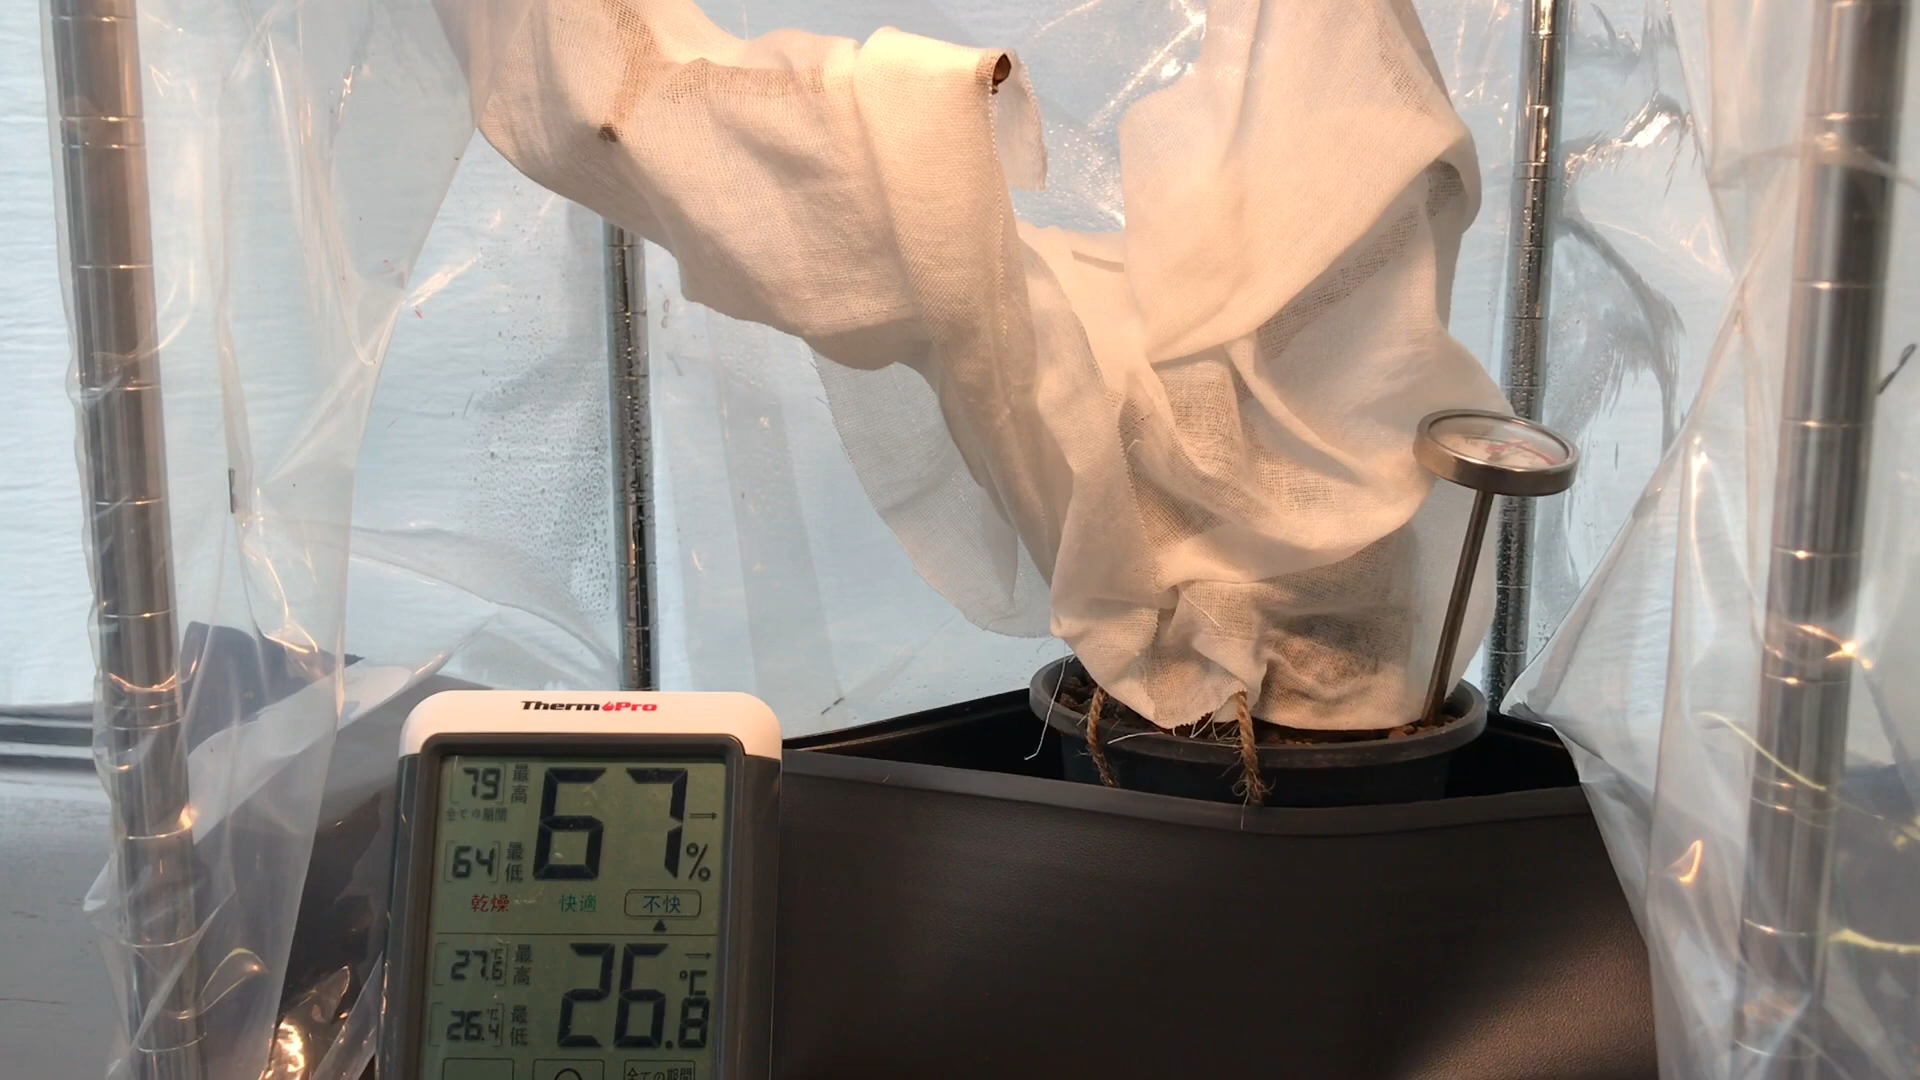 ThermoPro
79 最高
67 %
全ての期間
64 最低
乾燥 快適 不快
27.6 ℃ 最高
26.8 ℃
26.4 ℃ 最低
全ての期間